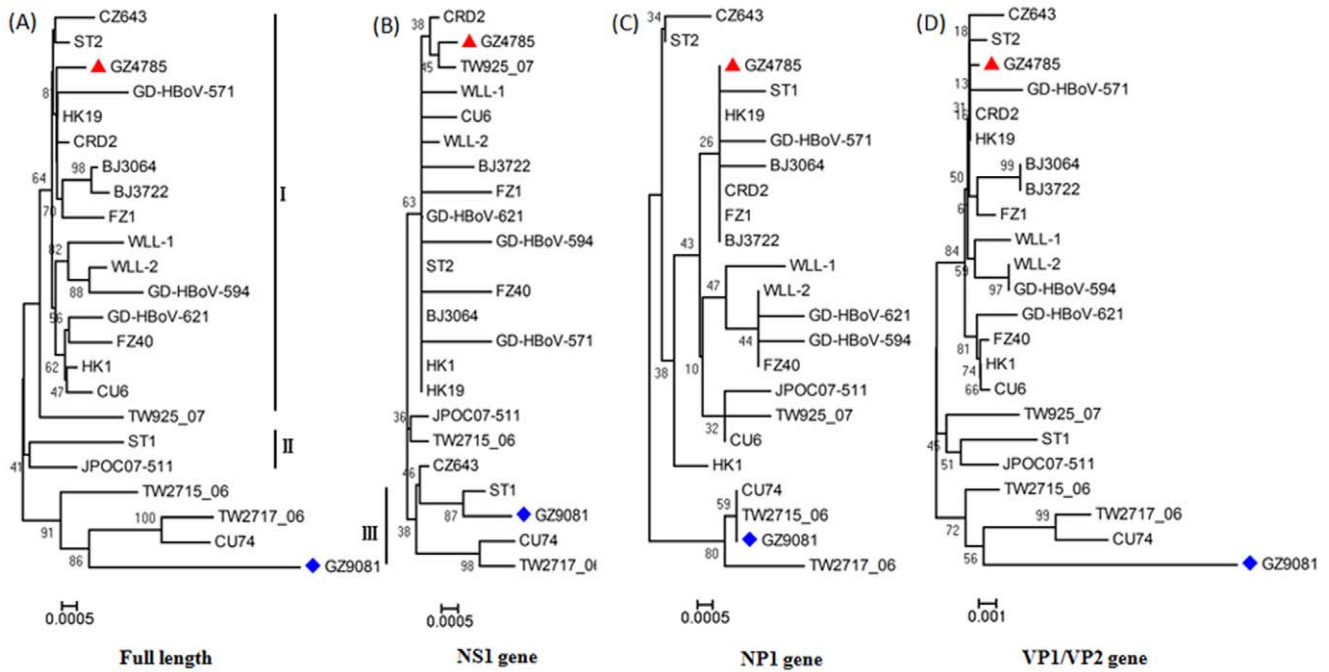 (A)
CZ643
ST2
GZ4785
GD-HBoV-571
HK19
CRD2
BJ3064
BJ3722
FZ1
WLL-1
WLL-2
GD-HBoV-594
GD-HBoV-621
FZ40
HK1
CU6
TW925_07
ST1
JPOC07-511
TW2715_06
TW2717_06
CU74
GZ9081
98
64
70
82
88
56
62
47
41
91
100
86
I
II
III
0.0005
Full length
(B)
CRD2
GZ4785
TW925_07
WLL-1
CU6
WLL-2
BJ3722
FZ1
GD-HBoV-621
GD-HBoV-594
ST2
FZ40
BJ3064
GD-HBoV-571
HK1
HK19
JPOC07-511
TW2715_06
CZ643
ST1
GZ9081
CU74
TW2717_06
38
45
63
36
46
87
38
98
0.0005
NS1 gene
(C)
34
ST2
GZ4785
ST1
HK19
GD-HBoV-571
BJ3064
CRD2
FZ1
BJ3722
WLL-1
WLL-2
GD-HBoV-621
GD-HBoV-594
FZ40
JPOC07-511
TW925_07
CU6
HK1
CU74
TW2715_06
GZ9081
TW2717_06
26
43
47
44
38
10
32
59
80
0.0005
NP1 gene
(D)
CZ643
ST2
GZ4785
GD-HBoV-571
CRD2
HK19
BJ3064
BJ3722
FZ1
WLL-1
WLL-2
GD-HBoV-594
GD-HBoV-621
FZ40
HK1
CU6
TW925_07
ST1
JPOC07-511
TW2715_06
TW2717_06
CU74
GZ9081
18
13
31
99
50
84
59
97
81
74
66
45
51
72
99
56
0.001
VP1/VP2 gene